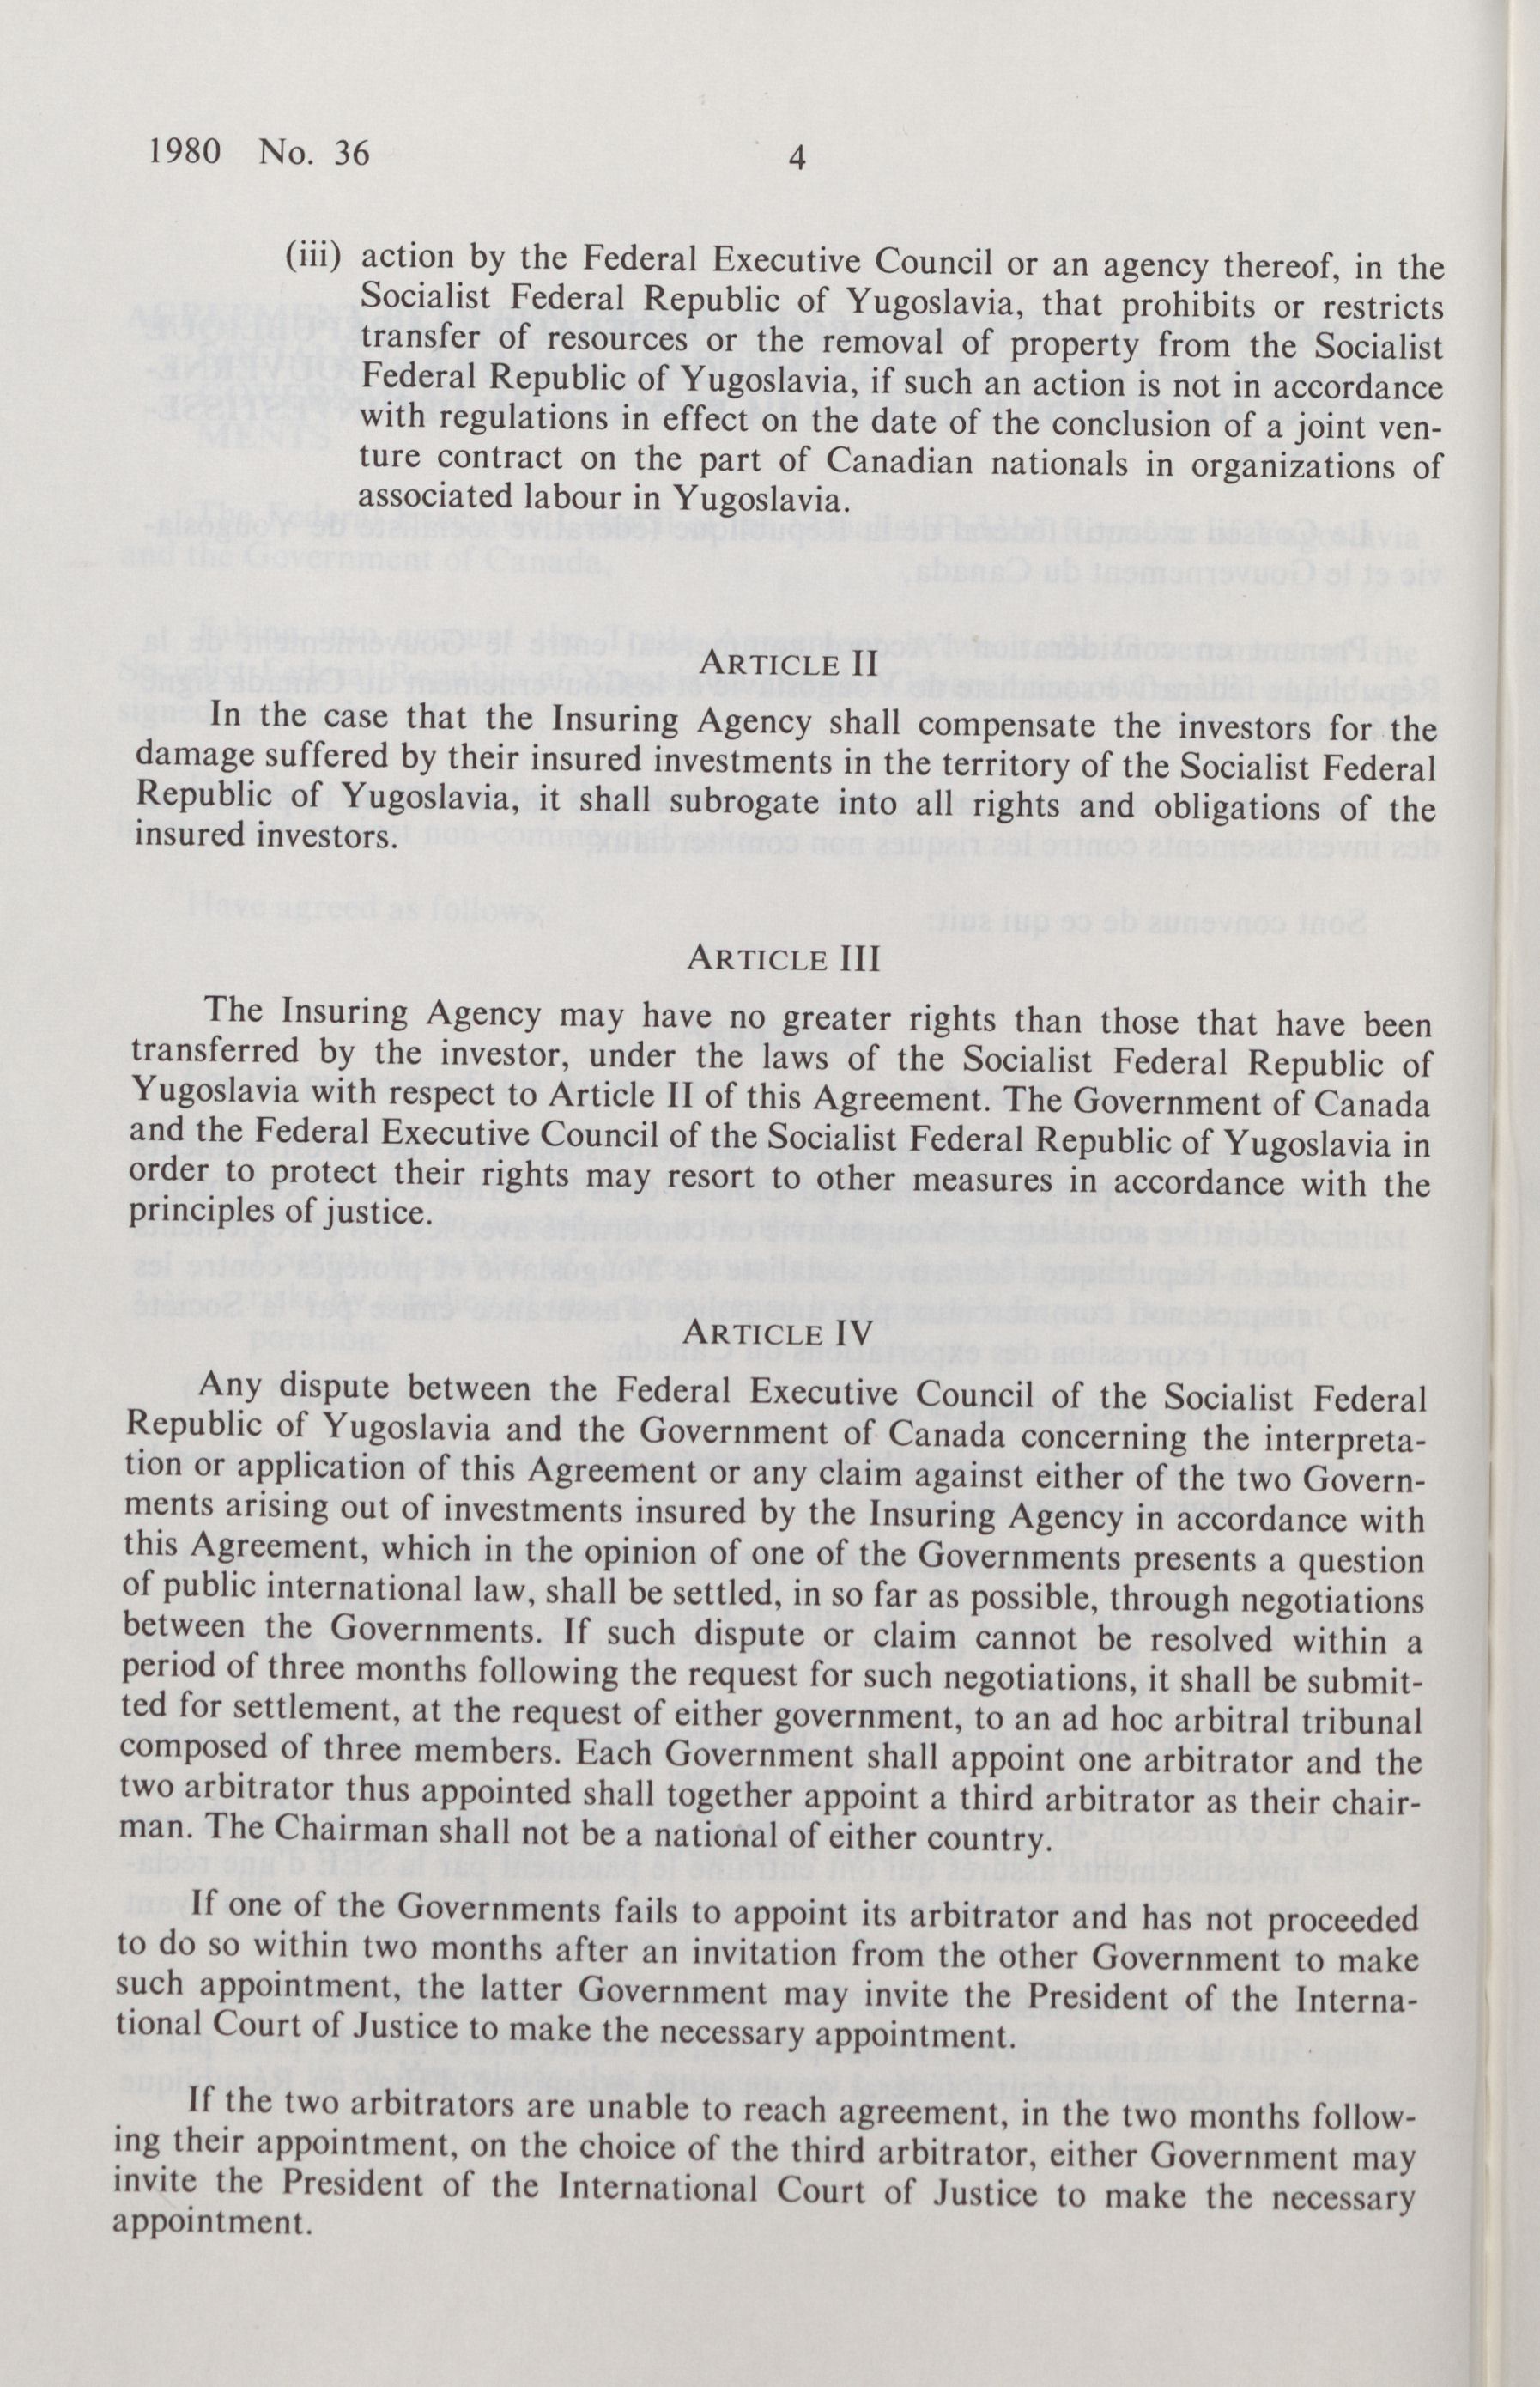 1980 No. 36
4
(iii) action by the Federal Executive Council or an agency thereof, in the
Socialist Federal Republic of Yugoslavia, that prohibits or restricts
transfer of resources or the removal of property from the Socialist
Federal Republic of Yugoslavia, if such an action is not in accordance
with regulations in effect on the date of the conclusion of a joint ven-
ture contract on the part of Canadian nationals in organizations of
associated labour in Yugoslavia.
ARTICLE II
In the case that the Insuring Agency shall compensate the investors for the
damage suffered by their insured investments in the territory of the Socialist Federal
Republic of Yugoslavia, it shall subrogate into all rights and obligations of the
insured investors.
ARTICLE III
The Insuring Agency may have no greater rights than those that have been
transferred by the investor, under the laws of the Socialist Federal Republic of
Yugoslavia with respect to Article II of this Agreement. The Government of Canada
and the Federal Executive Council of the Socialist Federal Republic of Yugoslavia in
order to protect their rights may resort to other measures in accordance with the
principles of justice.
ARTICLE IV
Any dispute between the Federal Executive Council of the Socialist Federal
Republic of Yugoslavia and the Government of Canada concerning the interpreta-
tion or application of this Agreement or any claim against either of the two Govern-
ments arising out of investments insured by the Insuring Agency in accordance with
this Agreement, which in the opinion of one of the Governments presents a question
of public international law, shall be settled, in so far as possible, through negotiations
between the Governments. If such dispute or claim cannot be resolved within a
period of three months following the request for such negotiations, it shall be submit-
ted for settlement, at the request of either government, to an ad hoc arbitral tribunal
composed of three members. Each Government shall appoint one arbitrator and the
two arbitrator thus appointed shall together appoint a third arbitrator as their chair-
man. The Chairman shall not be a national of either country.
If one of the Governments fails to appoint its arbitrator and has not proceeded
to do so within two months after an invitation from the other Government to make
such appointment, the latter Government may invite the President of the Interna-
tional Court of Justice to make the necessary appointment.
If the two arbitrators are unable to reach agreement, in the two months follow-
ing their appointment, on the choice of the third arbitrator, either Government may
invite the President of the International Court of Justice to make the necessary
appointment.